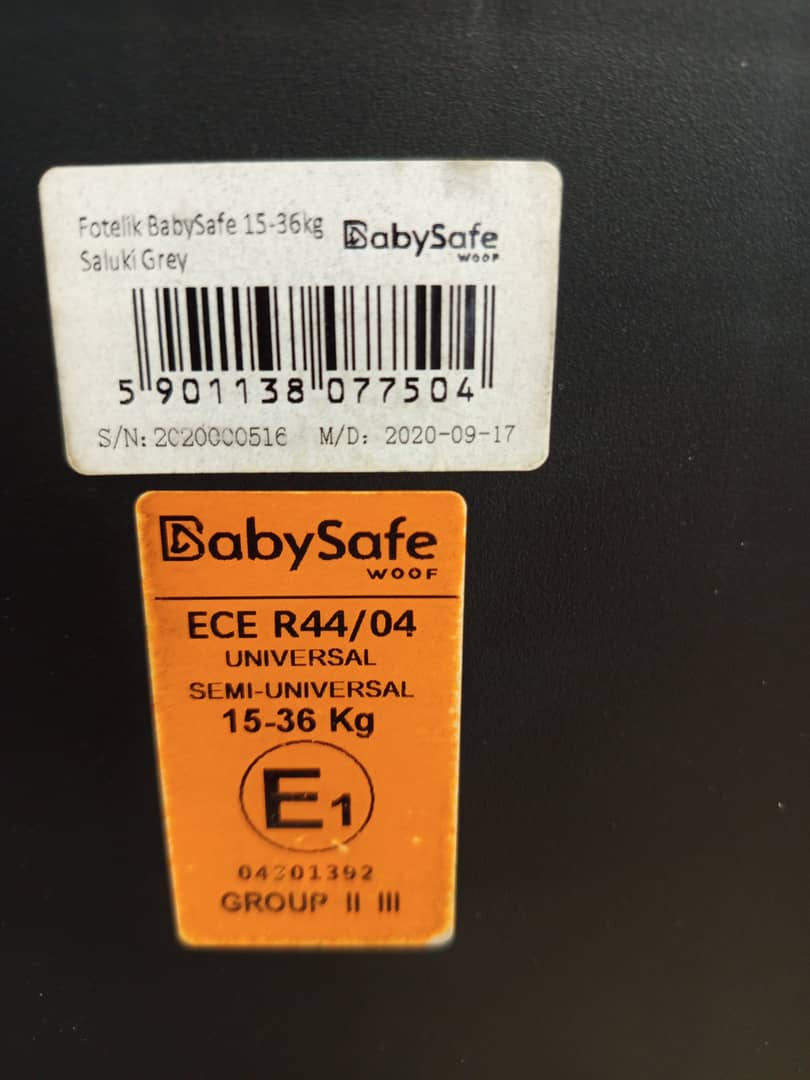 Fotelik BabySafe 15-36kg
Saluki Grey
BabySafe
WOOF
5 901138 077504
S/N: 2020000516 M/D: 2020-09-17
BabySafe
WOOF
ECE R44/04
UNIVERSAL
SEMI-UNIVERSAL
15-36 Kg
E1
04301392
GROUP II III